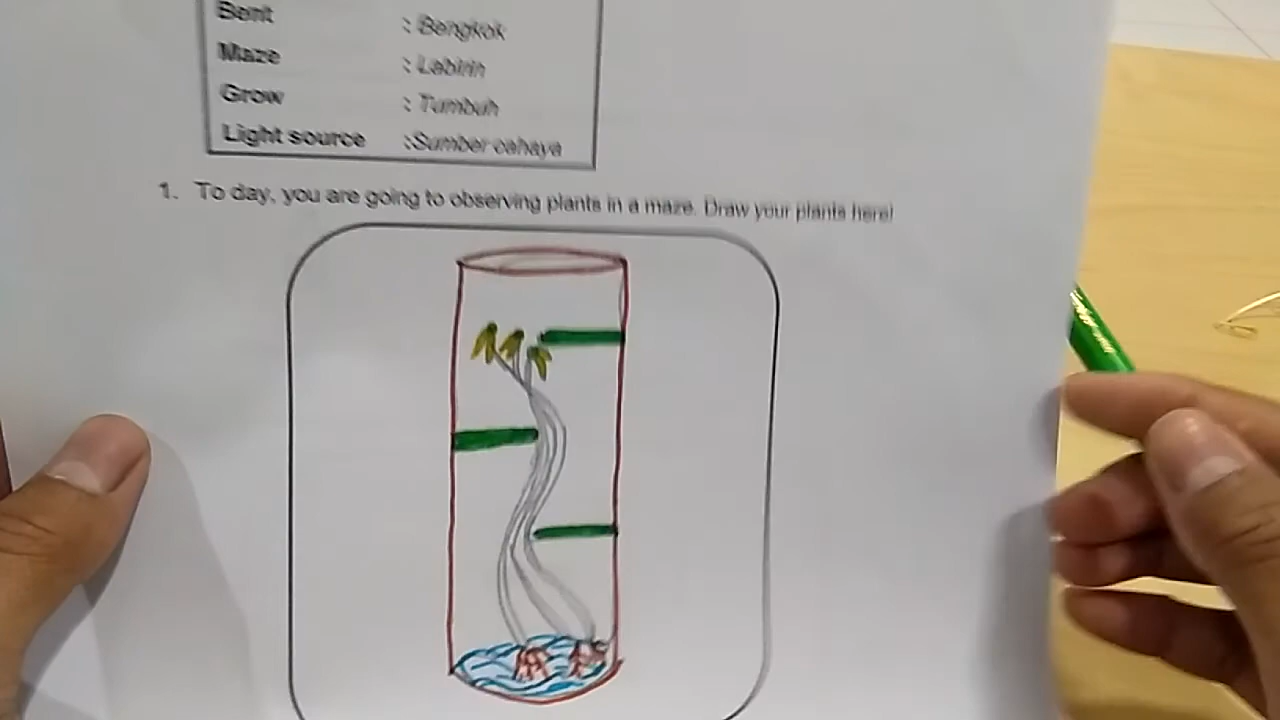 Bent : Bengkok
Maze : Labirin
Grow : Tumbuh
Light source :Sumber cahaya
1. To day, you are going to observing plants in a maze. Draw your plants here!